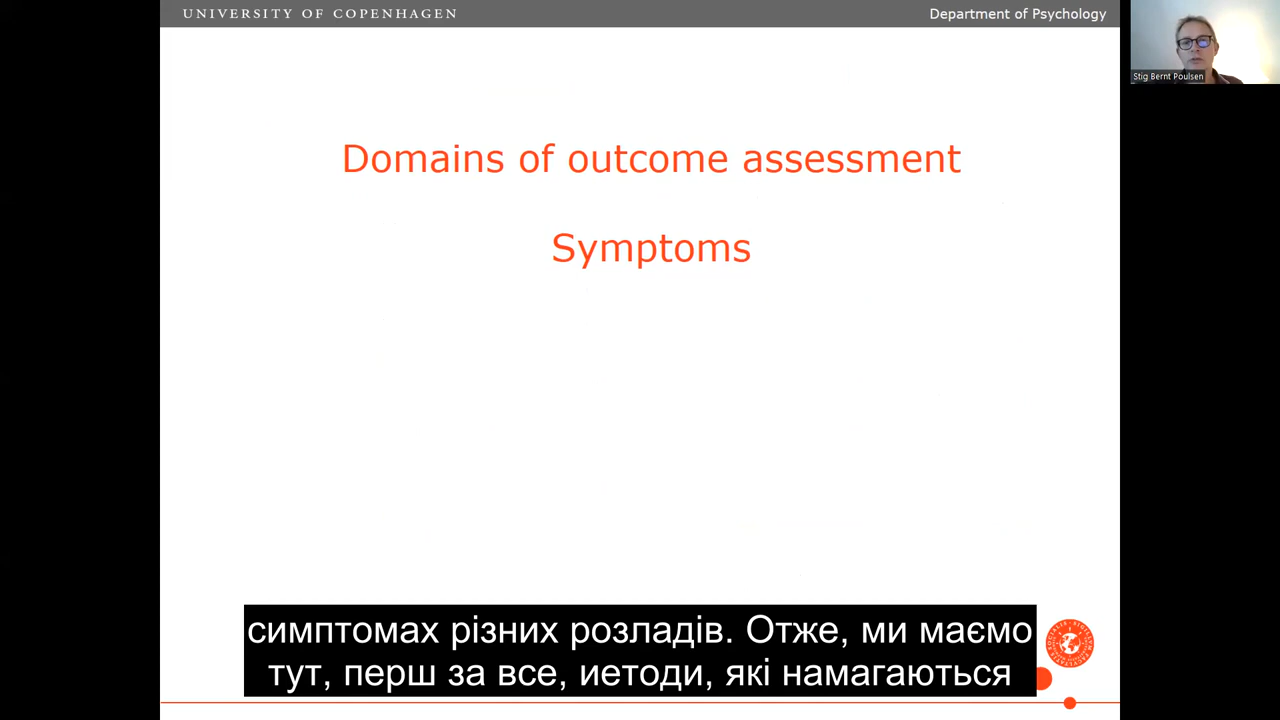 UNIVERSITY OF COPENHAGEN
Department of Psychology
Stig Bernt Poulsen
Domains of outcome assessment
Symptoms
симптомах різних розладів. Отже, ми маємо
тут, перш за все, иетоди, які намагаються